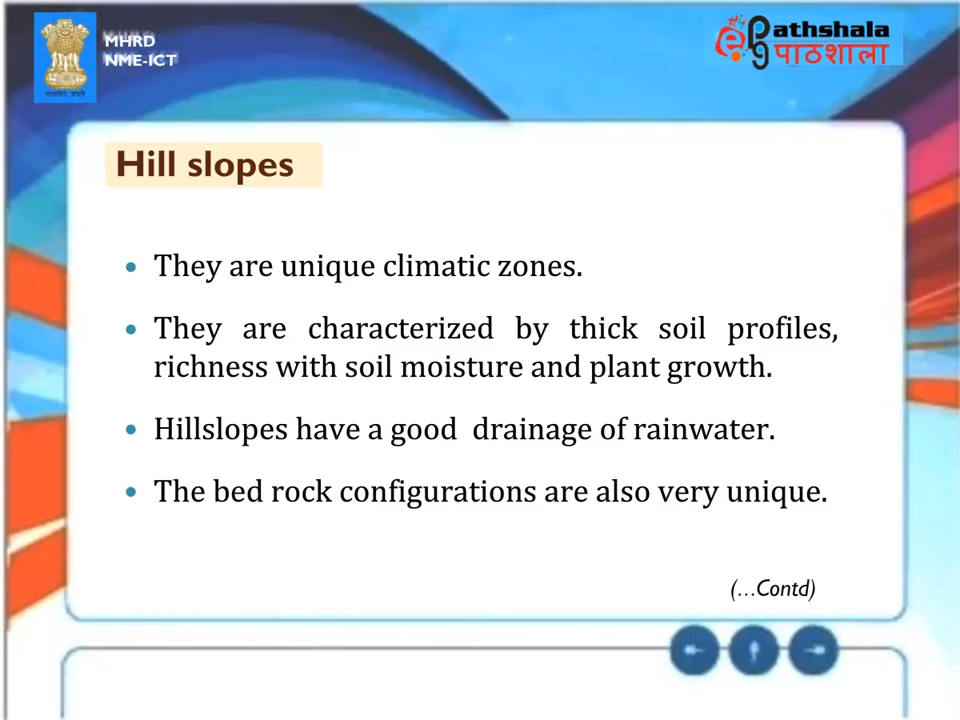 MHRD
NME-ICT
epg Pathshala
पाठशाला
Hill slopes
• They are unique climatic zones.
• They are characterized by thick soil profiles,
richness with soil moisture and plant growth.
• Hillslopes have a good drainage of rainwater.
• The bed rock configurations are also very unique.
(...Contd)